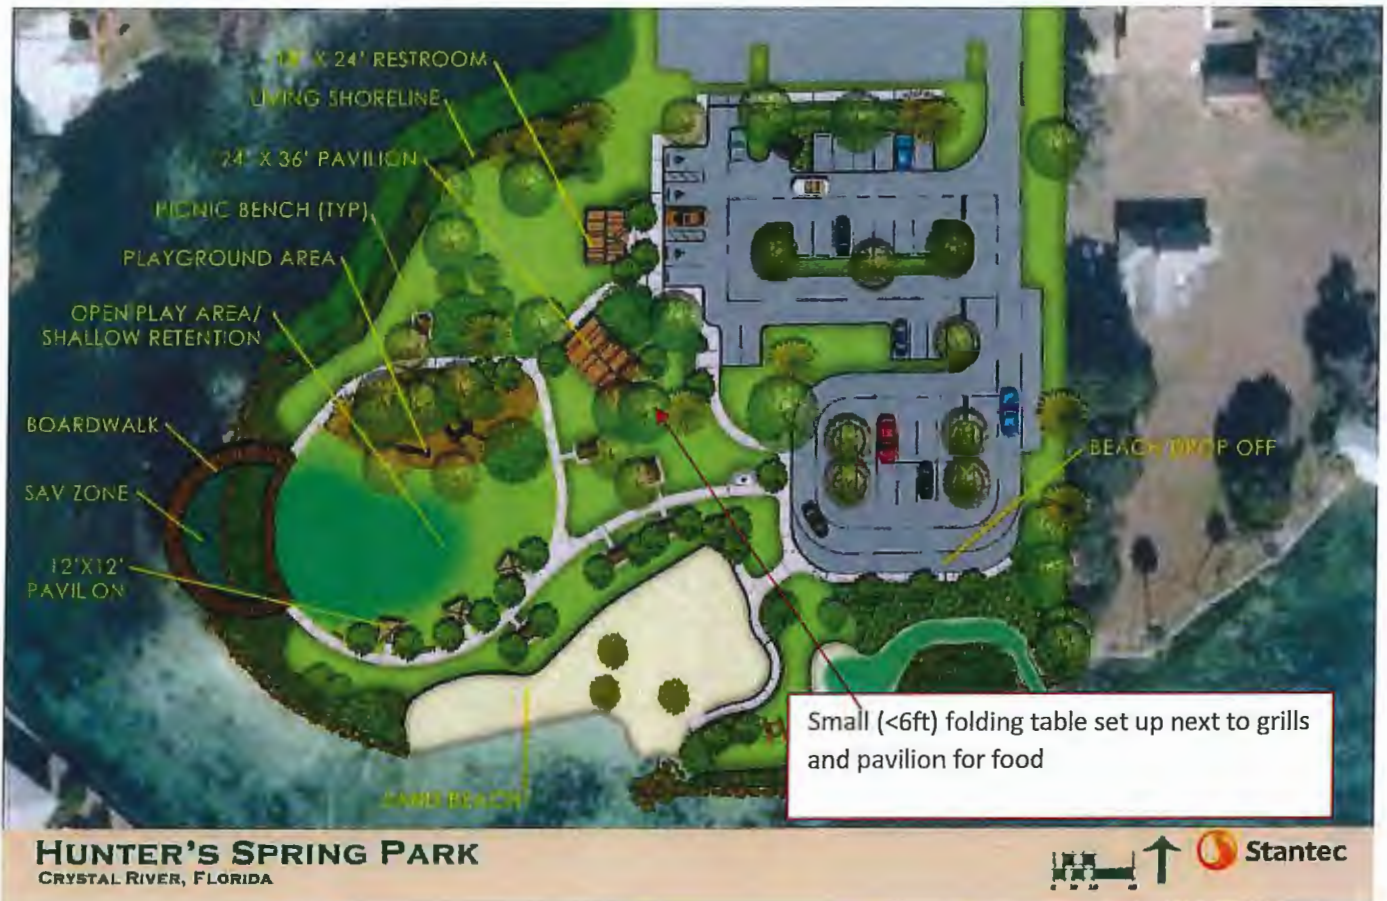 X 24' RESTROOM
LIVING SHORELINE
24' X 36' PAVILION
PICNIC BENCH (TYP)
PLAYGROUND AREA
OPEN PLAY AREA/
SHALLOW RETENTION
BOARDWALK
SAV ZONE
12'X12'
PAVIL ON
BEACH DROP OFF
SAND BEACH
Small (<6ft) folding table set up next to grills
and pavilion for food
HUNTER'S SPRING PARK
CRYSTAL RIVER, FLORIDA
Stantec